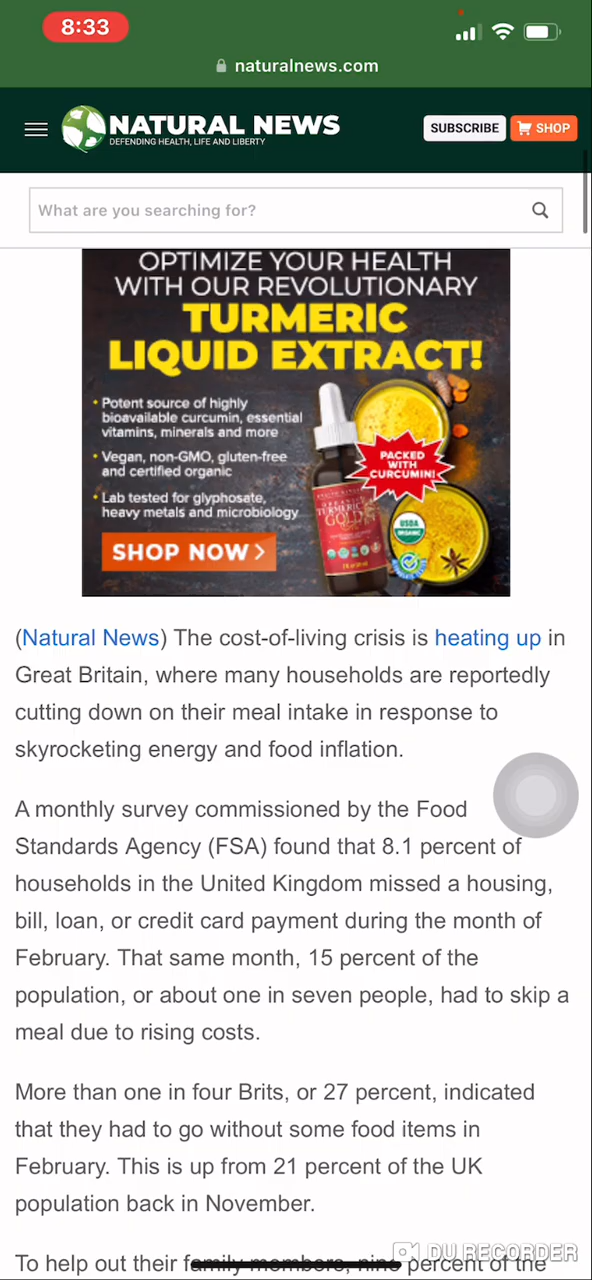 8:33
naturalnews.com
NATURAL NEWS
DEFENDING HEALTH, LIFE AND LIBERTY
SUBSCRIBE
SHOP
What are you searching for?
OPTIMIZE YOUR HEALTH
WITH OUR REVOLUTIONARY
TURMERIC
LIQUID EXTRACT!
• Potent source of highly
bioavailable curcumin, essential
vitamins, minerals and more
• Vegan, non-GMO, gluten-free
and certified organic
• Lab tested for glyphosate,
heavy metals and microbiology
PACKED
WITH
CURCUMIN!
TURMERIC
GOLD
USDA
ORGANIC
SHOP NOW >
(Natural News) The cost-of-living crisis is heating up in
Great Britain, where many households are reportedly
cutting down on their meal intake in response to
skyrocketing energy and food inflation.
A monthly survey commissioned by the Food
Standards Agency (FSA) found that 8.1 percent of
households in the United Kingdom missed a housing,
bill, loan, or credit card payment during the month of
February. That same month, 15 percent of the
population, or about one in seven people, had to skip a
meal due to rising costs.
More than one in four Brits, or 27 percent, indicated
that they had to go without some food items in
February. This is up from 21 percent of the UK
population back in November.
To help out their family members, nine percent of the
DU RECORDER